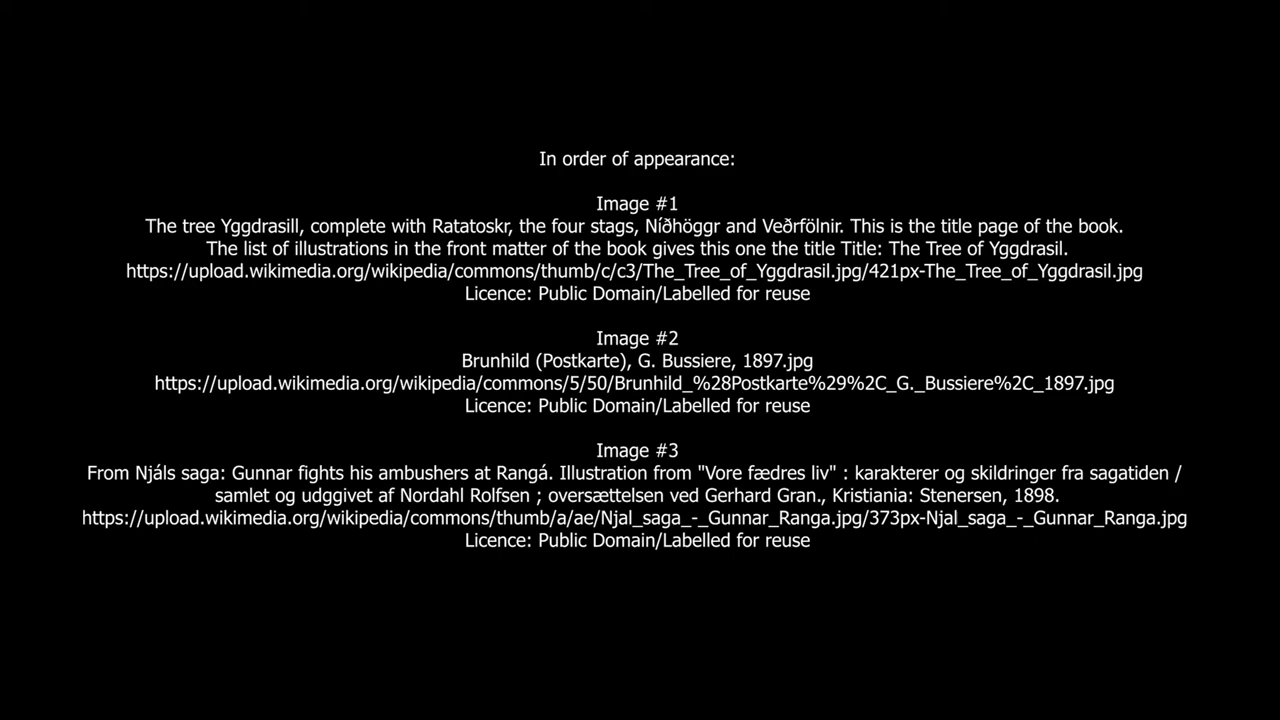 In order of appearance:
Image #1
The tree Yggdrasill, complete with Ratatoskr, the four stags, Níðhöggr and Veðrfölnir. This is the title page of the book.
The list of illustrations in the front matter of the book gives this one the title Title: The Tree of Yggdrasil.
https://upload.wikimedia.org/wikipedia/commons/thumb/c/c3/The_Tree_of_Yggdrasil.jpg/421px-The_Tree_of_Yggdrasil.jpg
Licence: Public Domain/Labelled for reuse
Image #2
Brunhild (Postkarte), G. Bussiere, 1897.jpg
https://upload.wikimedia.org/wikipedia/commons/5/50/Brunhild_%28Postkarte%29%2C_G._Bussiere%2C_1897.jpg
Licence: Public Domain/Labelled for reuse
Image #3
From Njáls saga: Gunnar fights his ambushers at Rangá. Illustration from "Vore fædres liv" : karakterer og skildringer fra sagatiden /
samlet og udggivet af Nordahl Rolfsen ; oversættelsen ved Gerhard Gran., Kristiania: Stenersen, 1898.
https://upload.wikimedia.org/wikipedia/commons/thumb/a/ae/Njal_saga_-_Gunnar_Ranga.jpg/373px-Njal_saga_-_Gunnar_Ranga.jpg
Licence: Public Domain/Labelled for reuse